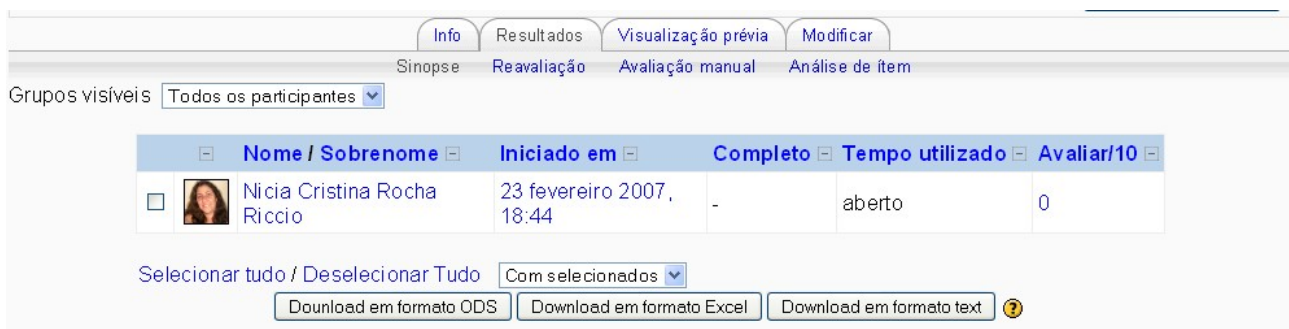 Info Resultados Visualização prévia Modificar
Sinopse Reavaliação Avaliação manual Análise de ítem
Grupos visíveis Todos os participantes
Nome / Sobrenome Iniciado em Completo Tempo utilizado Avaliar/10
Nicia Cristina Rocha Riccio 23 fevereiro 2007, 18:44 - aberto 0
Selecionar tudo / Deselecionar Tudo Com selecionados
Dounload em formato ODS Download em formato Excel Download em formato text ?